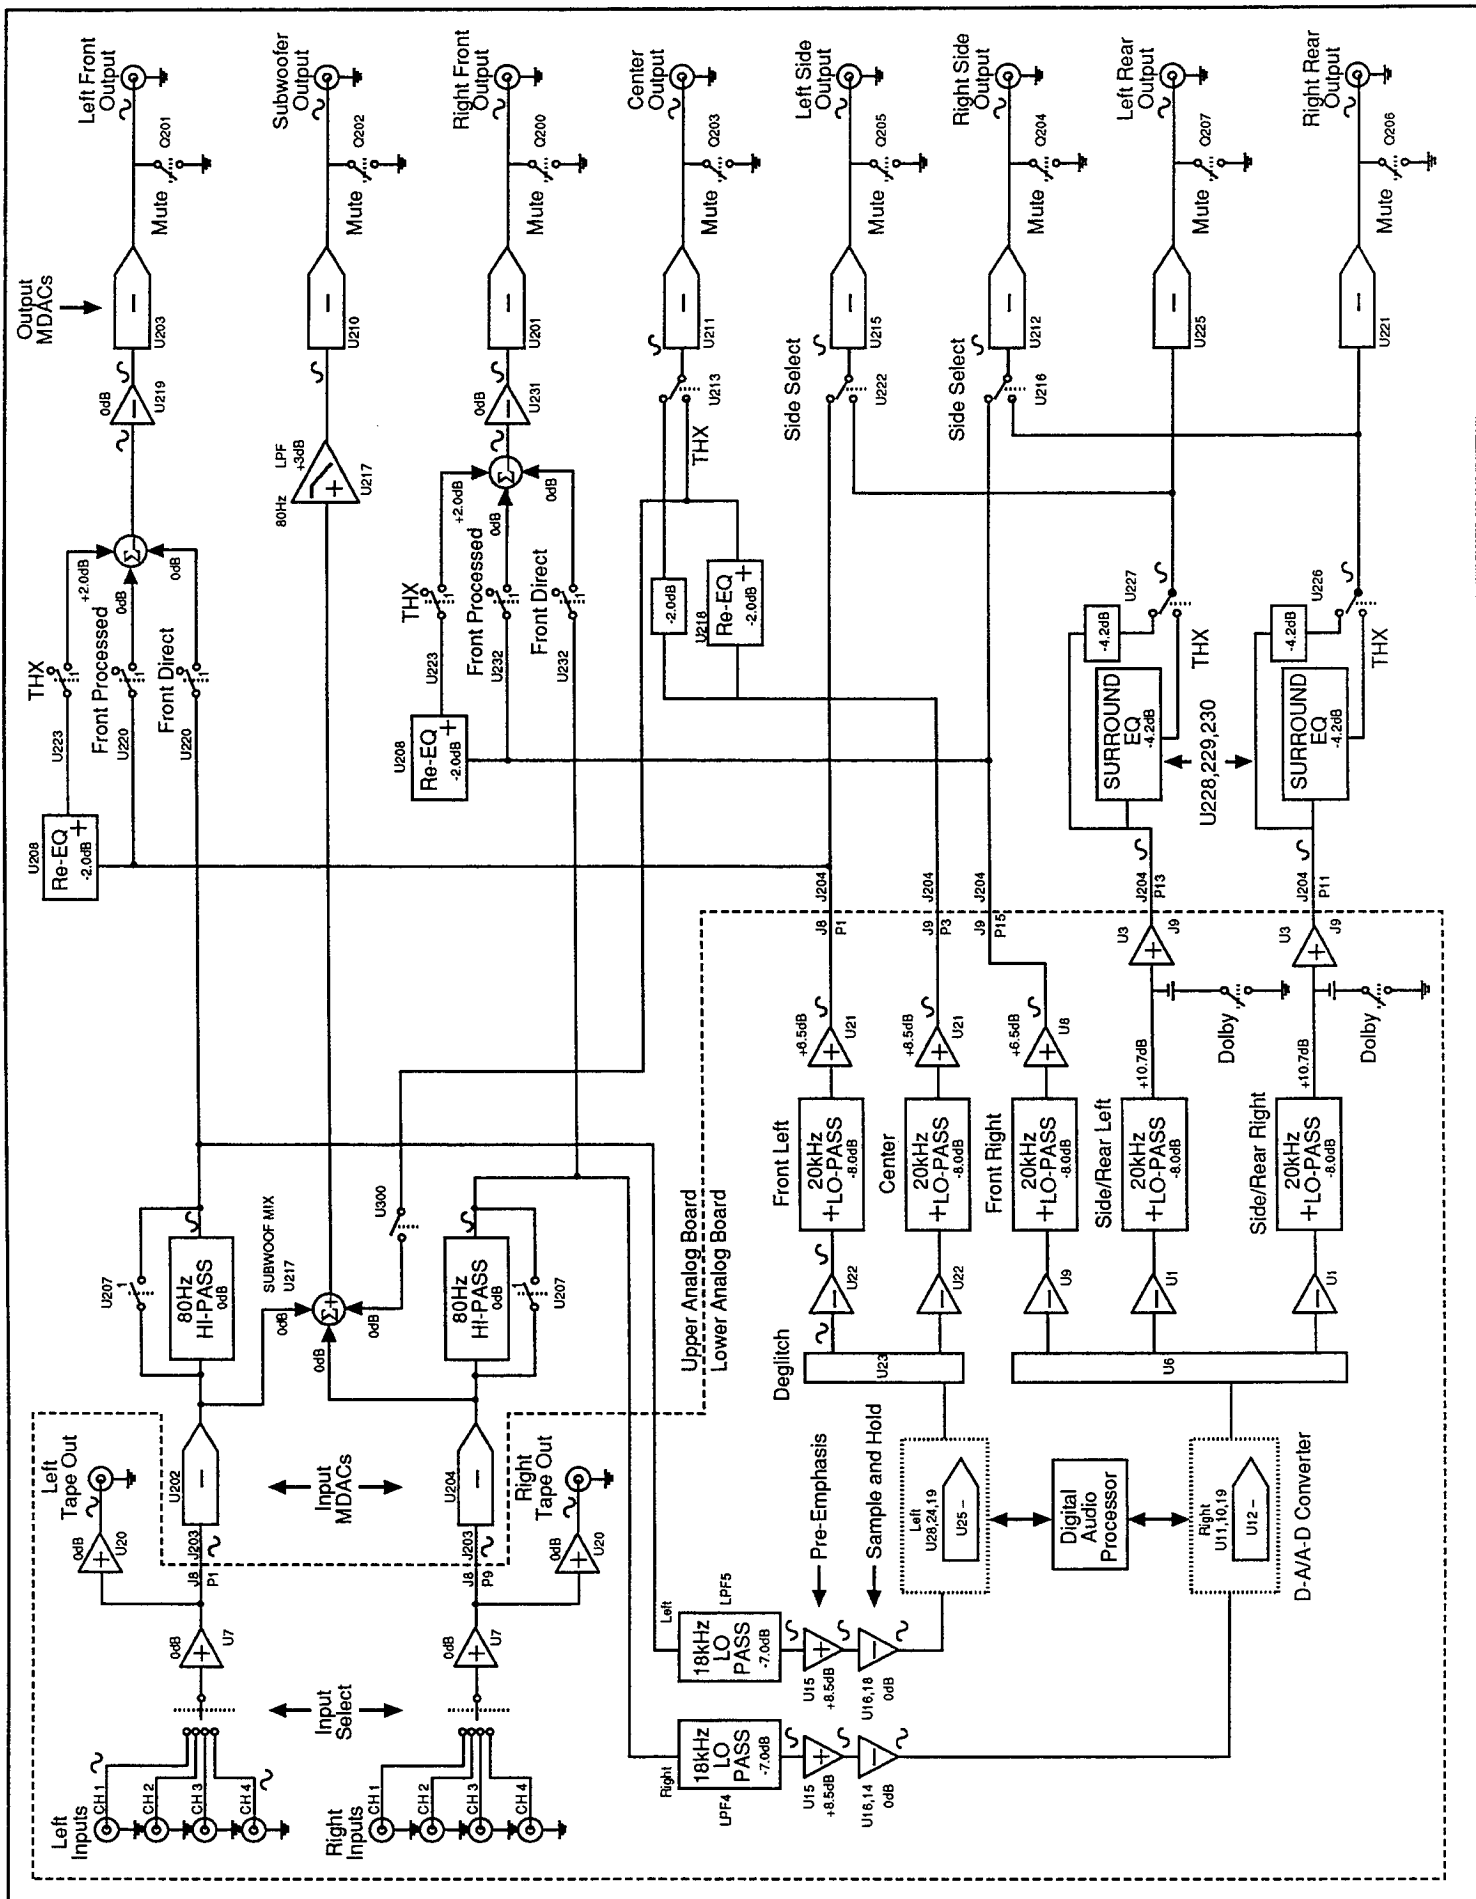 Left Front
Output
Subwoofer
Output
Right Front
Output
Center
Output
Left Side
Output
Right Side
Output
Left Rear
Output
Right Rear
Output
Q201
Q202
Q200
Q203
Q205
Q204
Q207
Q206
Mute
Mute
Mute
Mute
Mute
Mute
Mute
Mute
Output
MDACs
U203
U210
U201
U211
U215
U212
U225
U221
0dB
U219
LPF
+3dB
80Hz
+
U217
0dB
U231
U213
THX
Side Select
U222
Side Select
U216
Σ
+2.0dB
0dB
0dB
THX
U223
Front Processed
U220
Front Direct
U220
U208
Re-EQ
-2.0dB
+
Σ
+2.0dB
0dB
0dB
THX
U223
Front Processed
U232
Front Direct
U232
U208
Re-EQ
-2.0dB
+
-2.0dB
U218
Re-EQ
-2.0dB
+
-4.2dB
U227
THX
SURROUND
EQ
-4.2dB
U228,229,230
-4.2dB
U226
THX
SURROUND
EQ
-4.2dB
J204
J8
P1
J204
J9
P3
J204
J9
P15
J204
P13
J9
J204
P11
J9
U3
+
U3
+
Dolby
Dolby
+6.5dB
+
U21
+8.5dB
+
U21
+6.5dB
+
U8
+10.7dB
+10.7dB
Front Left
20kHz
+LO-PASS
-8.0dB
Center
20kHz
+LO-PASS
-8.0dB
Front Right
20kHz
+LO-PASS
-8.0dB
Side/Rear Left
20kHz
+LO-PASS
-8.0dB
Side/Rear Right
20kHz
+LO-PASS
-8.0dB
U22
U22
U9
U1
U1
Deglitch
U23
U6
Upper Analog Board
Lower Analog Board
U207
80Hz
HI-PASS
0dB
SUBWOOF MIX
U217
0dB
Σ+
0dB
0dB
U300
80Hz
HI-PASS
0dB
U207
Left
Tape Out
0dB
+
U20
U202
J203
J8
P1
Input
MDACs
U204
J203
J8
P9
Right
Tape Out
0dB
+
U20
0dB
+
U7
0dB
+
U7
Input
Select
CH 1
CH 2
CH 3
CH 4
Left
Inputs
CH 1
CH 2
CH 3
CH 4
Right
Inputs
Left
LPF5
18kHz
LO
PASS
-7.0dB
Right
LPF4
18kHz
LO
PASS
-7.0dB
U15
+
+8.5dB
U16,18
0dB
U15
+
+8.5dB
U16,14
0dB
Pre-Emphasis
Sample and Hold
Left
U28,24,19
U25 -
Digital
Audio
Processor
Right
U11,10,19
U12 -
D-A/A-D Converter